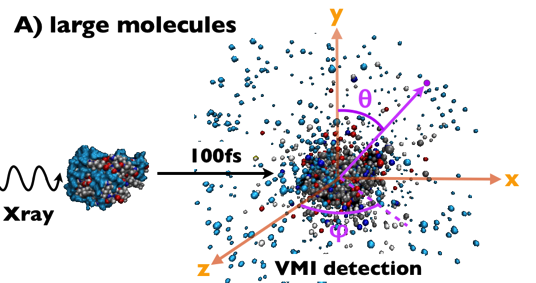 A) large molecules
y
θ
100fs
x
Xray
φ
z
VMI detection